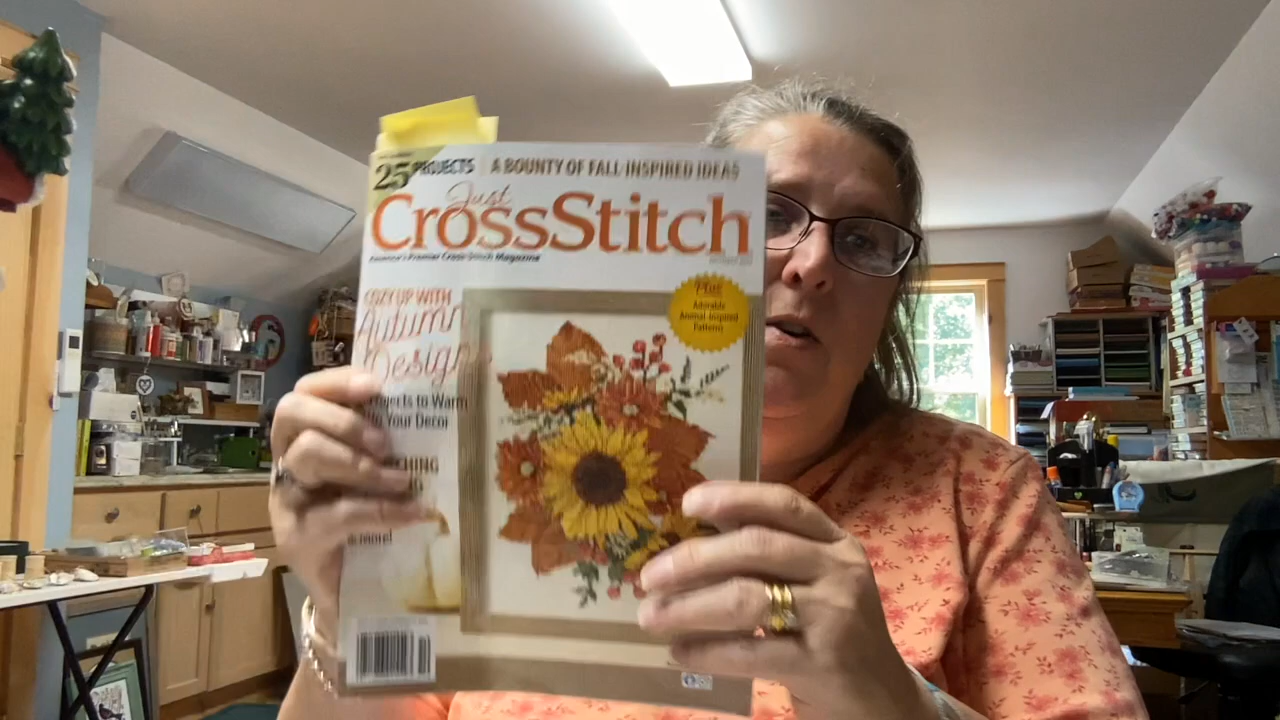 25 PROJECTS A BOUNTY OF FALL-INSPIRED IDEAS
Just
CrossStitch
America's Premier Cross-Stitch Magazine
COZY UP WITH
Autumn
Design
Projects to Warm
Your Decor
Plus
Adorable
Animal-Inspired
Patterns